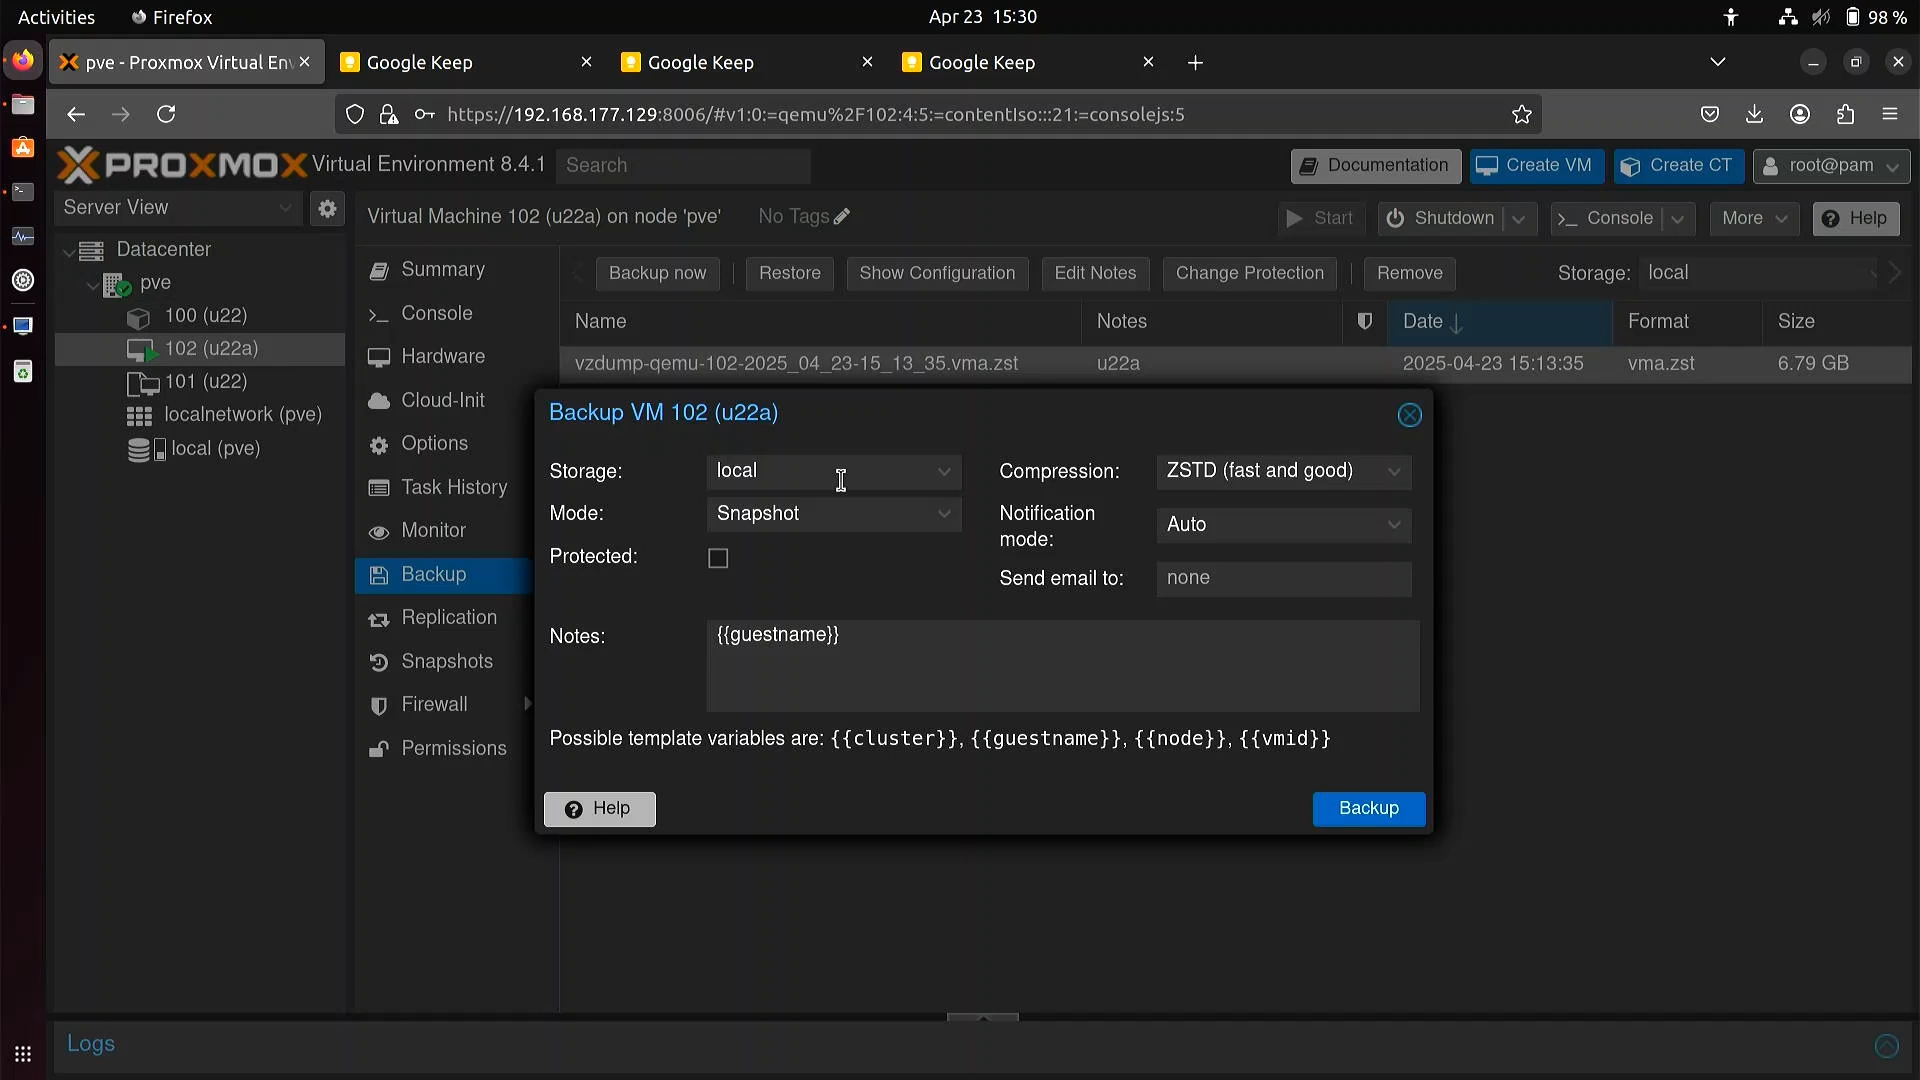 Activities Firefox Apr 23 15:30 98 %
pve - Proxmox Virtual En Google Keep Google Keep Google Keep
https://192.168.177.129:8006/#v1:0:=qemu%2F102:4:5:=contentIso:::21:=consolejs:5
PROXMOX Virtual Environment 8.4.1 Search Documentation Create VM Create CT root@pam
Server View Virtual Machine 102 (u22a) on node 'pve' No Tags Start Shutdown Console More Help
Datacenter
pve
100 (u22)
102 (u22a)
101 (u22)
localnetwork (pve)
local (pve)
Summary
Console
Hardware
Cloud-Init
Options
Task History
Monitor
Backup
Replication
Snapshots
Firewall
Permissions
Backup now Restore Show Configuration Edit Notes Change Protection Remove Storage: local
Name Notes Date Format Size
vzdump-qemu-102-2025_04_23-15_13_35.vma.zst u22a 2025-04-23 15:13:35 vma.zst 6.79 GB
Backup VM 102 (u22a)
Storage: local Compression: ZSTD (fast and good)
Mode: Snapshot Notification mode: Auto
Protected: Send email to: none
Notes: {{guestname}}
Possible template variables are: {{cluster}}, {{guestname}}, {{node}}, {{vmid}}
Help Backup
Logs